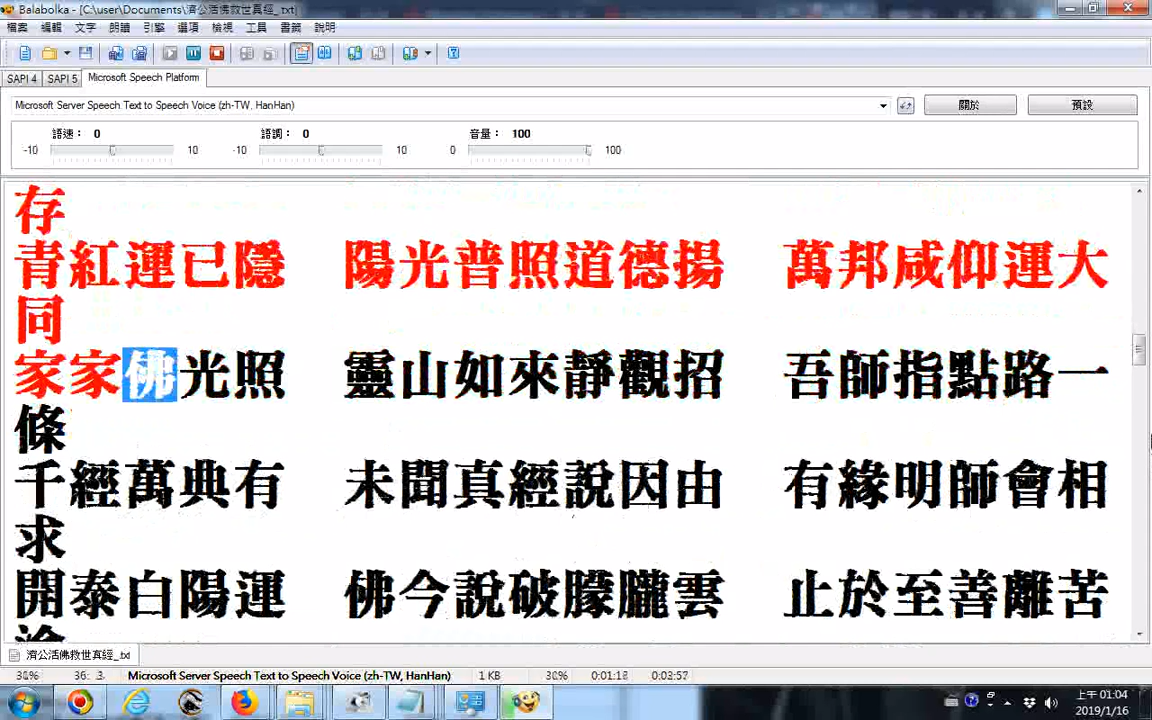 Balabolka - [C:\user\Documents\濟公活佛救世真經_.txt]
檔案 編輯 文字 朗讀 引擎 選項 檢視 工具 書籤 說明
SAPI 4 SAPI 5 Microsoft Speech Platform
Microsoft Server Speech Text to Speech Voice (zh-TW, HanHan) 關於 預設
語速： 0 語調： 0 音量： 100
-10 10 -10 10 0 100
存
青紅運已隱 陽光普照道德揚 萬邦咸仰運大
同
家家佛光照 靈山如來靜觀招 吾師指點路一
條
千經萬典有 未聞真經說因由 有緣明師會相
求
開泰白陽運 佛今說破朦朧雲 止於至善離苦
淪
濟公活佛救世真經_.txt
36: 3 Microsoft Server Speech Text to Speech Voice (zh-TW, HanHan) 1 KB 0:03:57
上午 01:04
2019/1/16